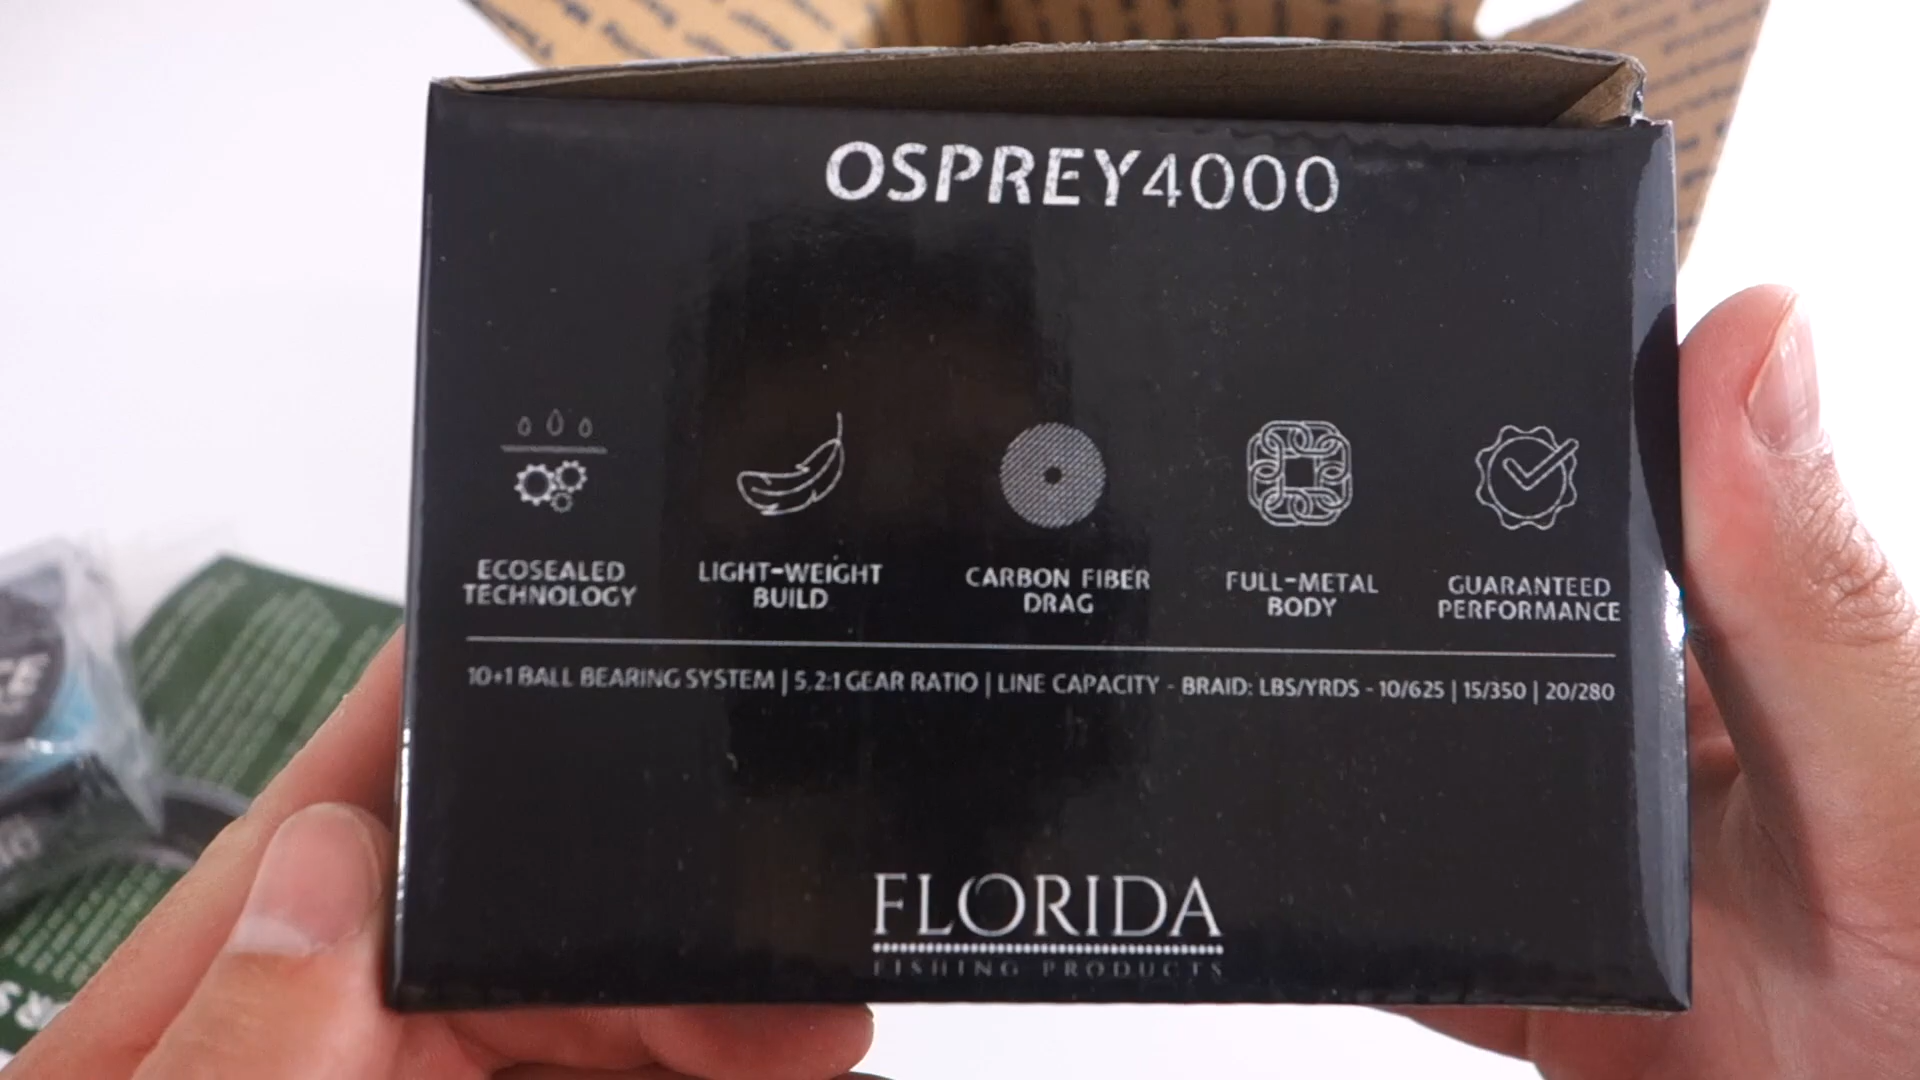 OSPREY4000
ECOSEALED
TECHNOLOGY
LIGHT-WEIGHT
BUILD
CARBON FIBER
DRAG
FULL-METAL
BODY
GUARANTEED
PERFORMANCE
10+1 BALL BEARING SYSTEM | 5.2:1 GEAR RATIO | LINE CAPACITY - BRAID: LBS/YRDS - 10/625 | 15/350 | 20/280
FLORIDA
FISHING PRODUCTS